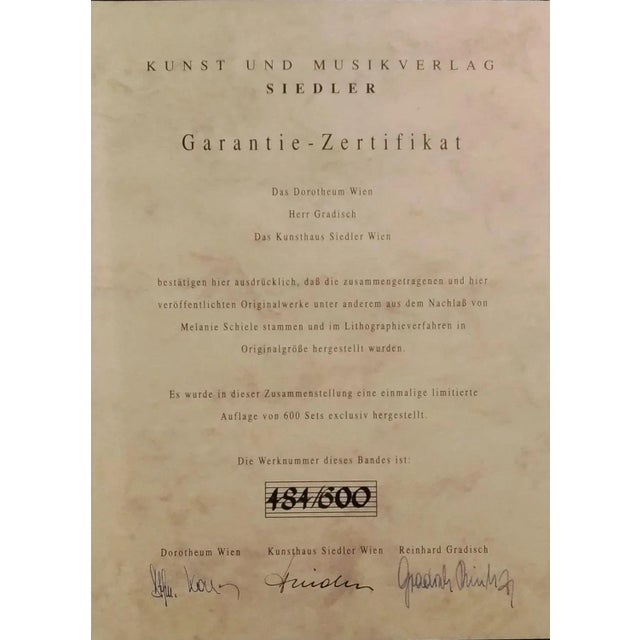 KUNST UND MUSIKVERLAG
SIEDLER
Garantie-Zertifikat
Das Dorotheum Wien
Herr Gradisch
Das Kunsthaus Siedler Wien
bestätigen hier ausdrücklich, daß die zusammengetragenen und hier
veröffentlichten Originalwerke unter anderem aus dem Nachlaß von
Melanie Schiele stammen und im Lithographieverfahren in
Originalgröße hergestellt wurden.
Es wurde in dieser Zusammenstellung eine einmalige limitierte
Auflage von 600 Sets exclusiv hergestellt.
Die Werknummer dieses Bandes ist:
484/600
Dorotheum Wien Kunsthaus Siedler Wien Reinhard Gradisch